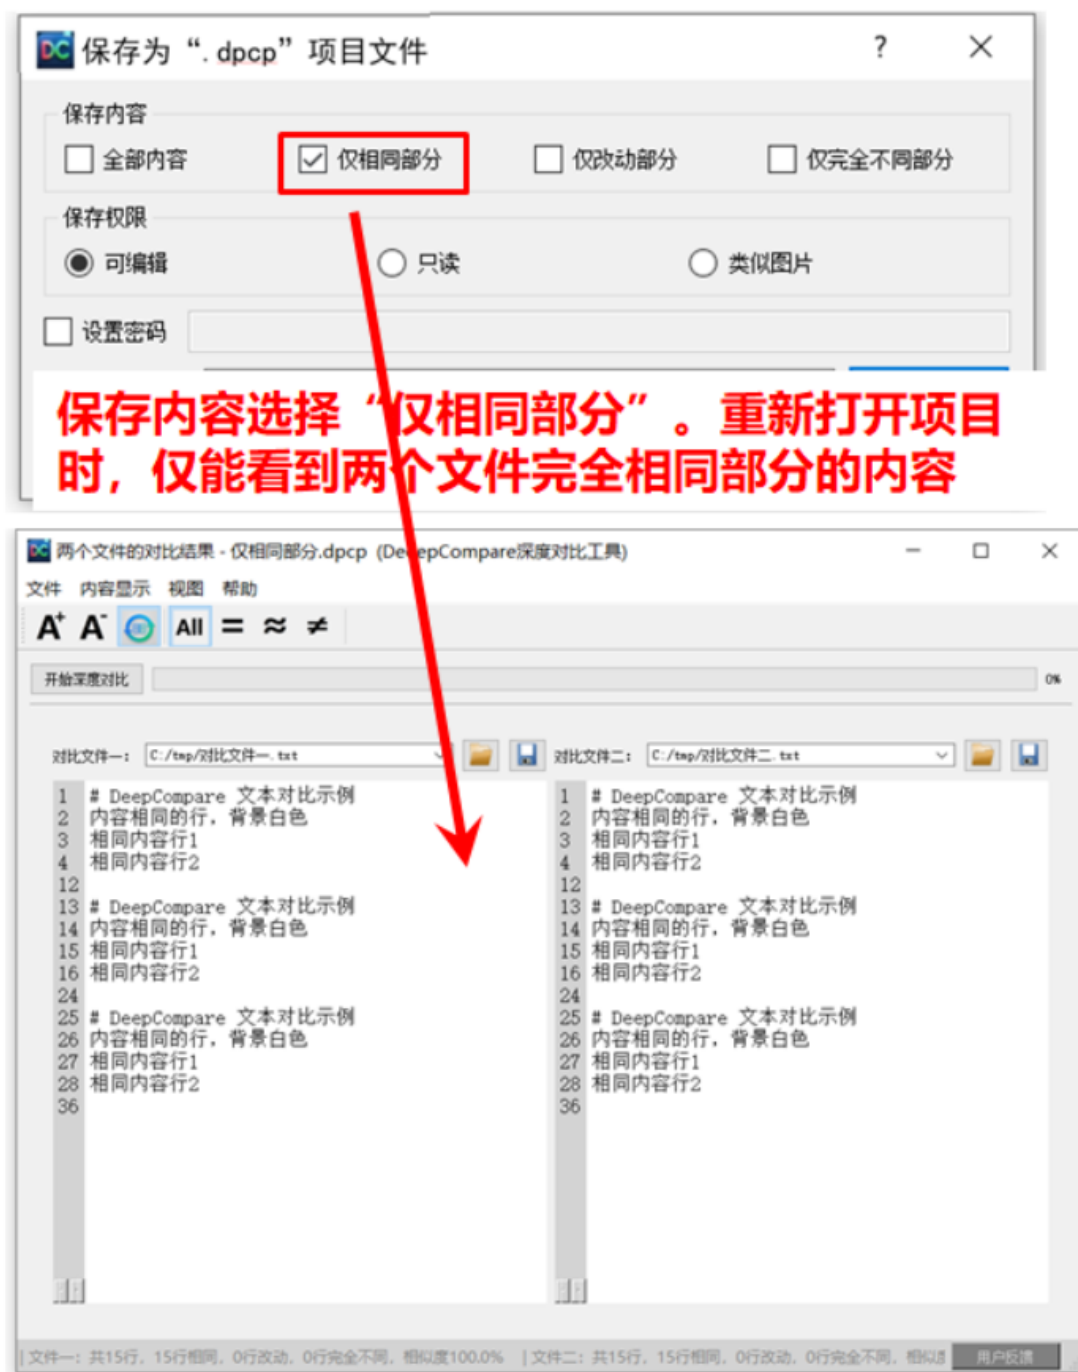 DC 保存为“.dpcp”项目文件 ? ×
保存内容
全部内容 仅相同部分 仅改动部分 仅完全不同部分
保存权限
可编辑 只读 类似图片
设置密码
保存内容选择“仅相同部分”。重新打开项目
时，仅能看到两个文件完全相同部分的内容
DC 两个文件的对比结果 - 仅相同部分.dpcp (DeepCompare深度对比工具)
文件 内容显示 视图 帮助
A+ A- All = ≈ ≠
开始深度对比 0%
对比文件一： C:/tmp/对比文件一.txt 对比文件二： C:/tmp/对比文件二.txt
1 # DeepCompare 文本对比示例
2 内容相同的行，背景白色
3 相同内容行1
4 相同内容行2
12
13 # DeepCompare 文本对比示例
14 内容相同的行，背景白色
15 相同内容行1
16 相同内容行2
24
25 # DeepCompare 文本对比示例
26 内容相同的行，背景白色
27 相同内容行1
28 相同内容行2
36
1 # DeepCompare 文本对比示例
2 内容相同的行，背景白色
3 相同内容行1
4 相同内容行2
12
13 # DeepCompare 文本对比示例
14 内容相同的行，背景白色
15 相同内容行1
16 相同内容行2
24
25 # DeepCompare 文本对比示例
26 内容相同的行，背景白色
27 相同内容行1
28 相同内容行2
36
文件一：共15行，15行相同，0行改动，0行完全不同，相似度100.0% | 文件二：共15行，15行相同，0行改动，0行完全不同，相似 用户反馈